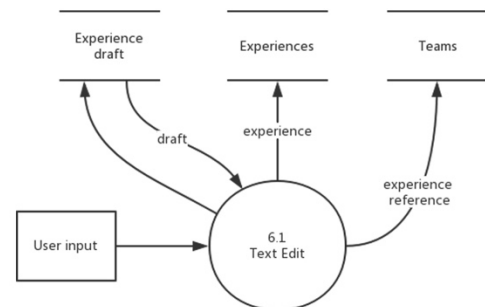 Experience
draft
Experiences
Teams
draft
experience
experience
reference
User input
6.1
Text Edit